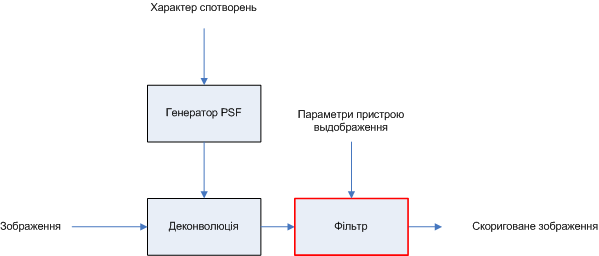 Характер спотворень
Генератор PSF
Параметри пристрою
выдображення
Зображення
Деконволюція
Фільтр
Скориговане зображення